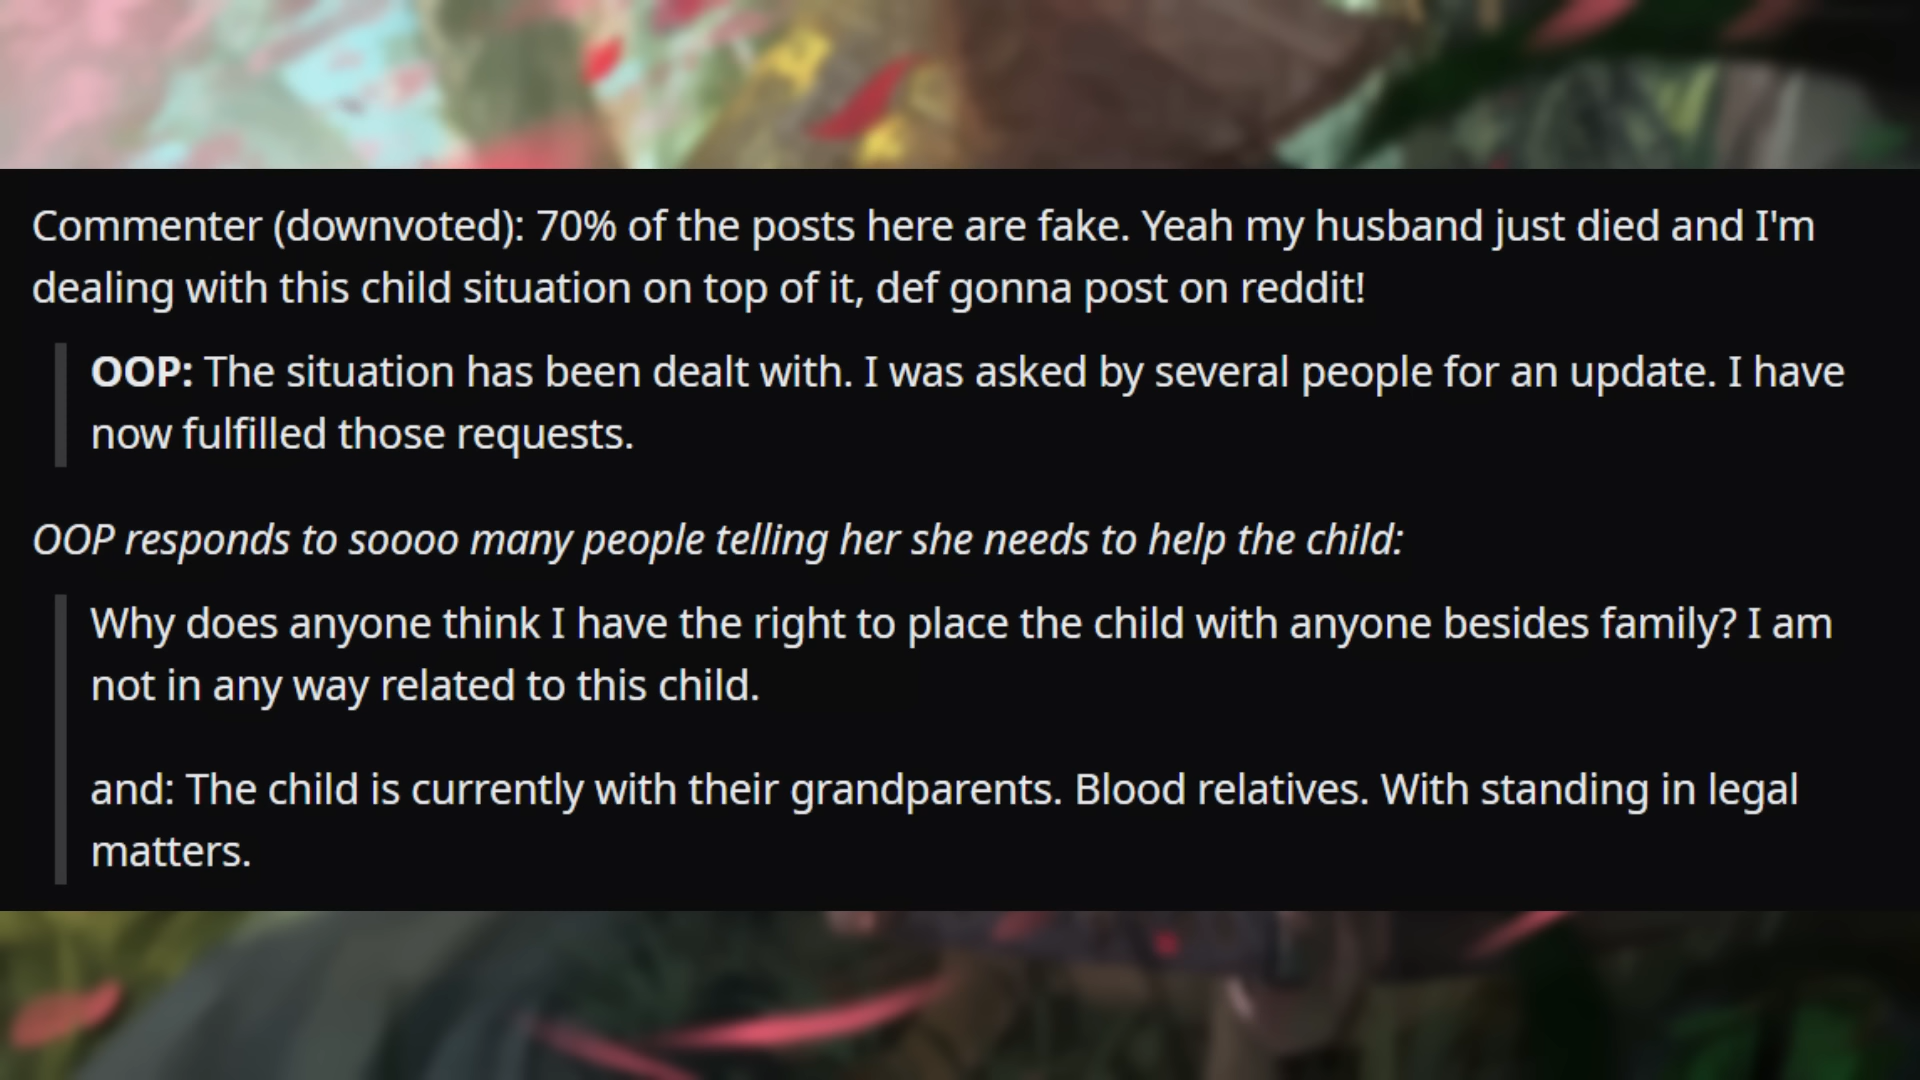 Commenter (downvoted): 70% of the posts here are fake. Yeah my husband just died and I'm
dealing with this child situation on top of it, def gonna post on reddit!
OOP: The situation has been dealt with. I was asked by several people for an update. I have
now fulfilled those requests.
OOP responds to soooo many people telling her she needs to help the child:
Why does anyone think I have the right to place the child with anyone besides family? I am
not in any way related to this child.
and: The child is currently with their grandparents. Blood relatives. With standing in legal
matters.